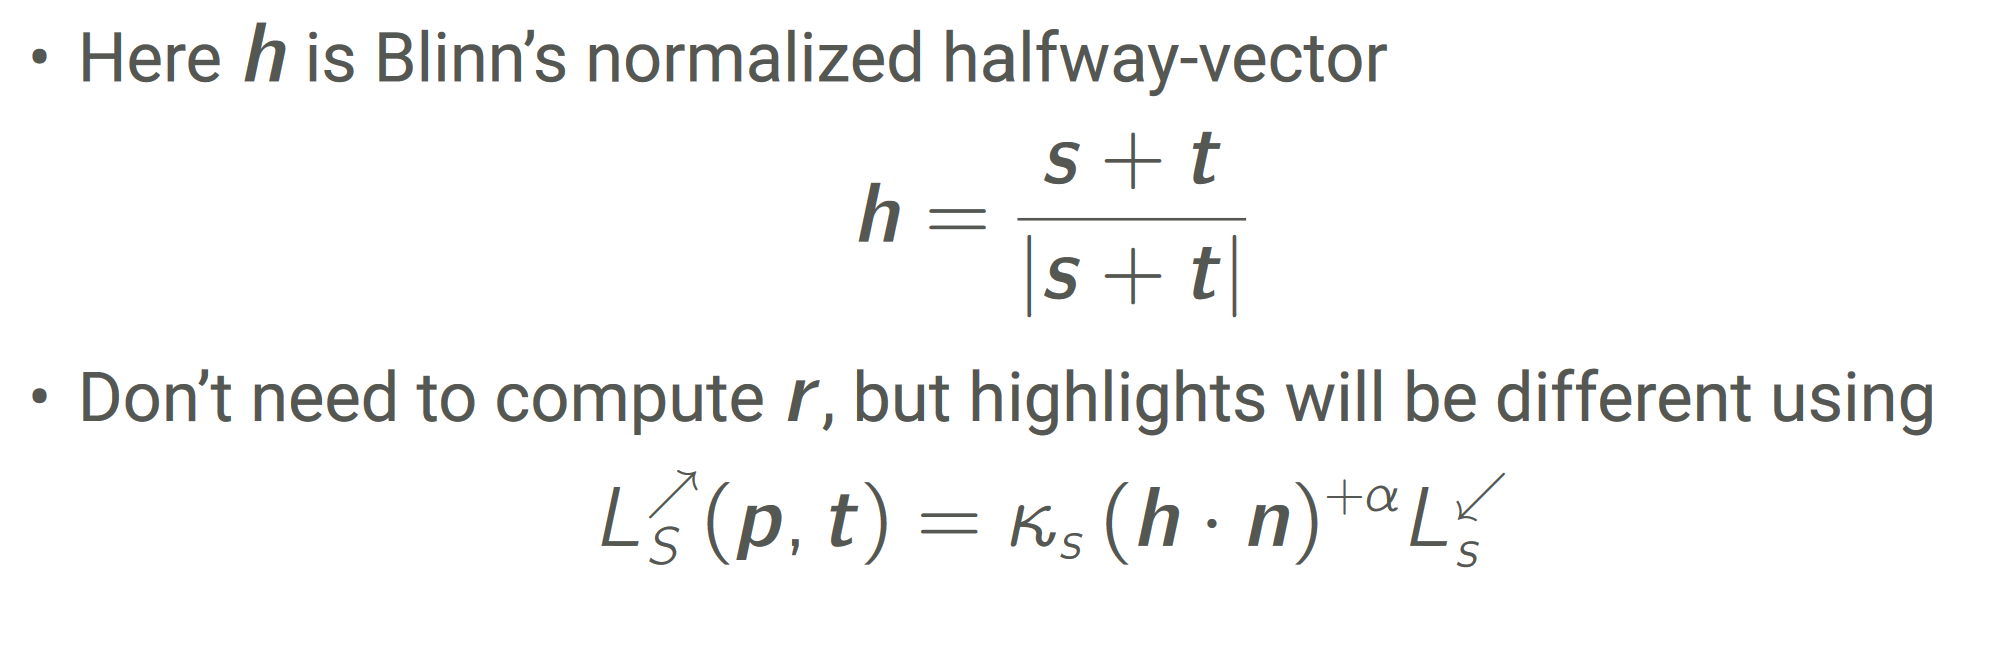 • Here h is Blinn’s normalized halfway-vector
h = s + t / |s + t|
• Don’t need to compute r, but highlights will be different using
L_S^↗(p, t) = κ_s (h · n)^{+α} L_s^↙